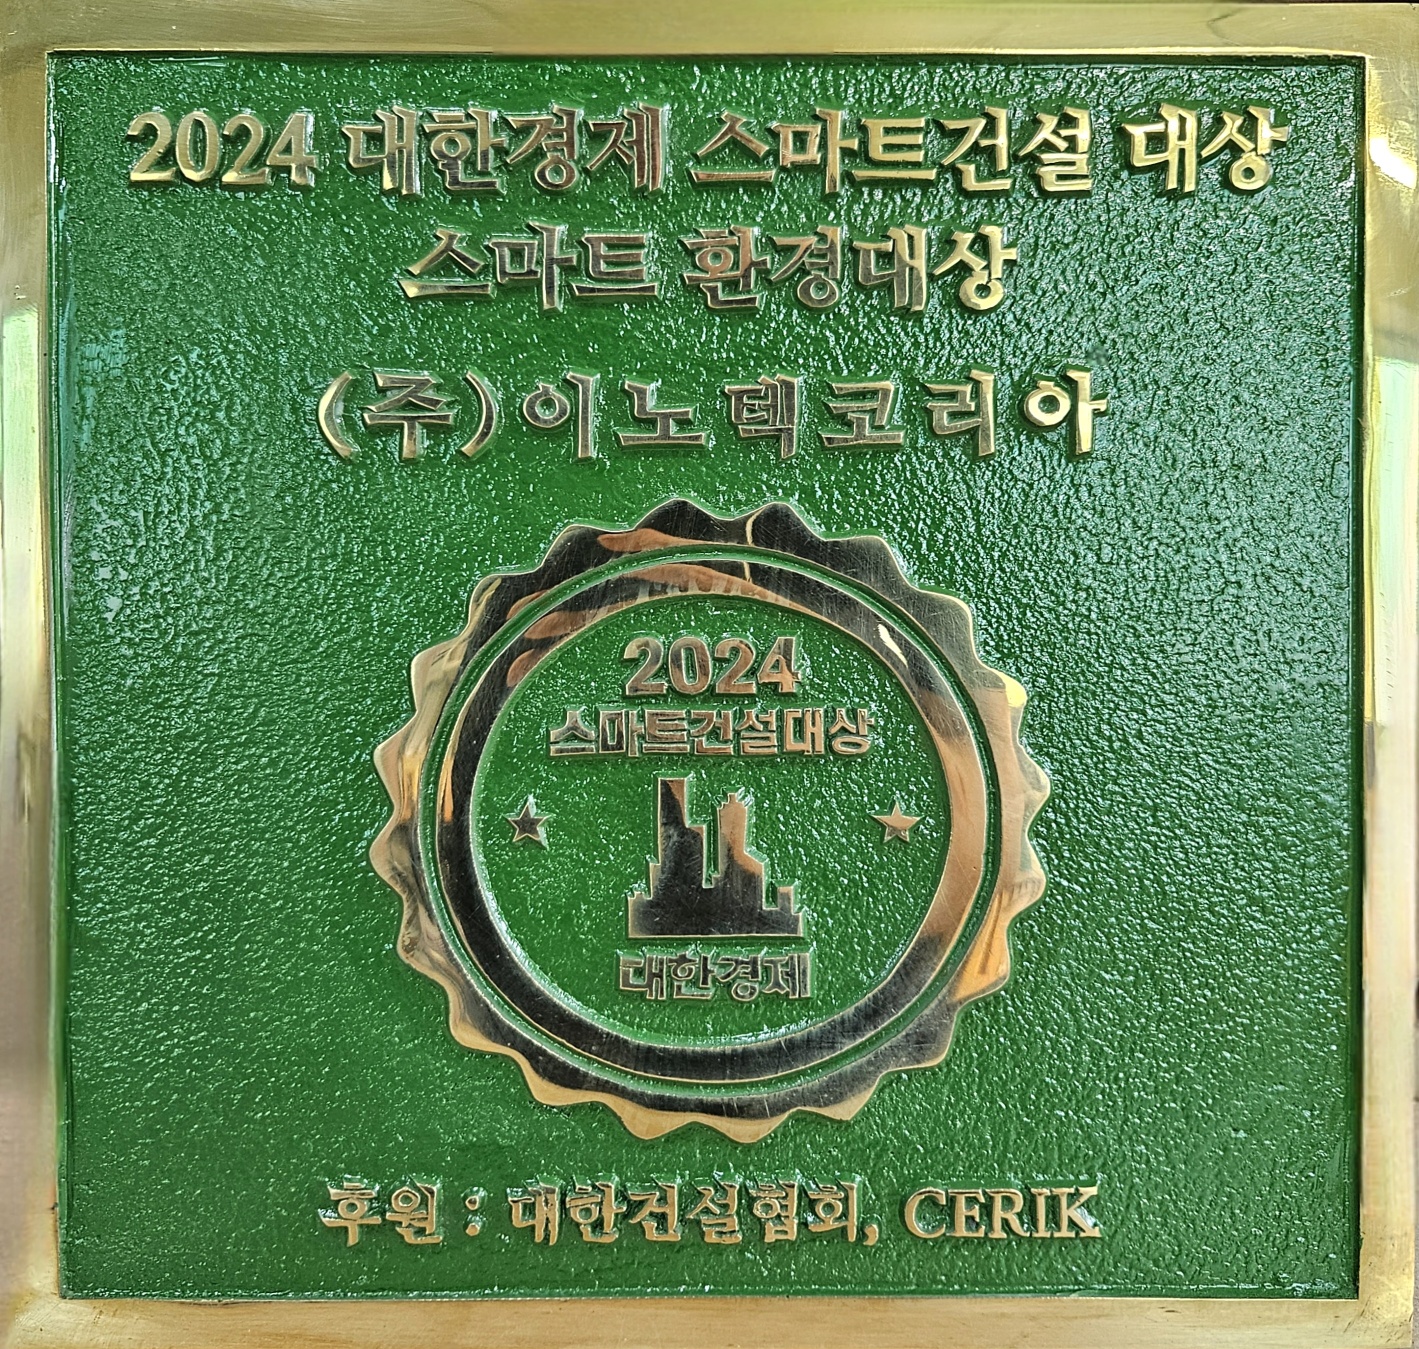 2024 대한경제 스마트건설 대상
스마트 환경대상
(주)이노텍코리아
2024
스마트건설대상
대한경제
후원 : 대한건설협회, CERIK